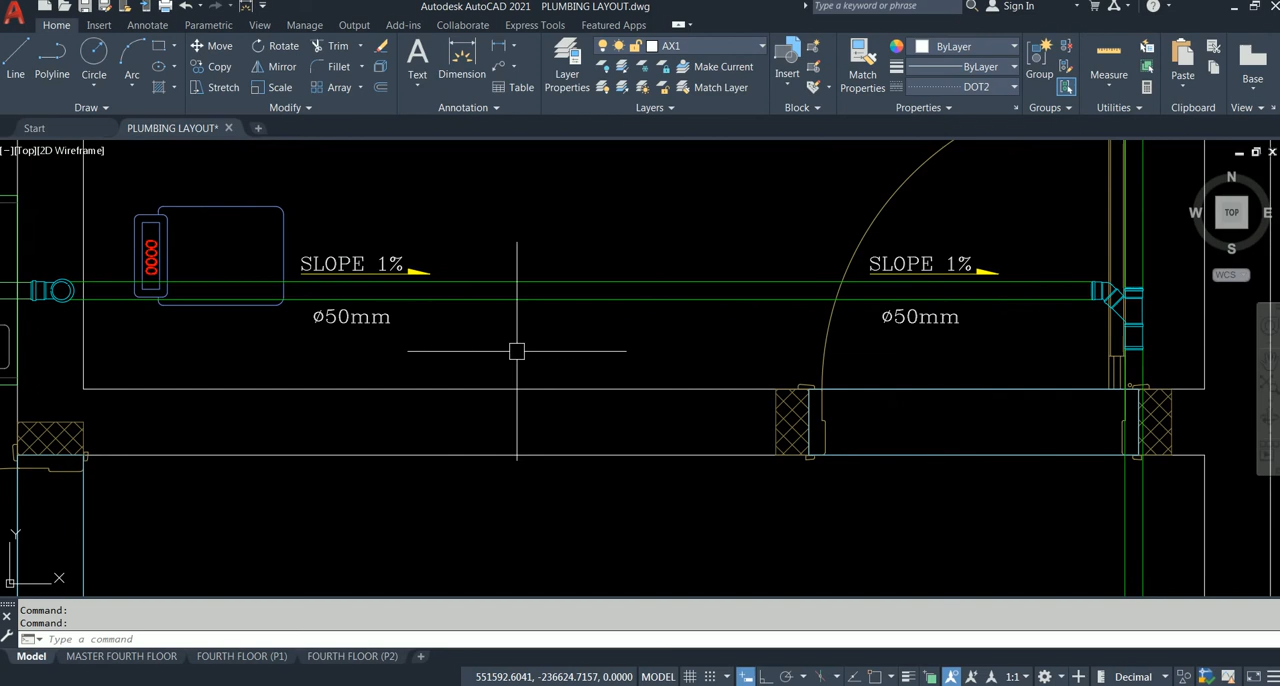 Autodesk AutoCAD 2021 PLUMBING LAYOUT.dwg
Type a keyword or phrase
Sign In
Home Insert Annotate Parametric View Manage Output Add-ins Collaborate Express Tools Featured Apps
Line Polyline Circle Arc
Move Rotate Trim
Copy Mirror Fillet
Stretch Scale Array
Text Dimension Table
Layer Properties
AX1
Make Current
Match Layer
Insert
Match Properties
ByLayer
ByLayer
DOT2
Group
Measure
Paste
Base
Draw Modify Annotation Layers Block Properties Groups Utilities Clipboard View
Start PLUMBING LAYOUT*
[−][Top][2D Wireframe]
N
W TOP E
S
WCS
0000
SLOPE 1% SLOPE 1%
ø50mm ø50mm
Y
X
Command:
Command:
Type a command
Model MASTER FOURTH FLOOR FOURTH FLOOR (P1) FOURTH FLOOR (P2)
551592.6041, -236624.7157, 0.0000 MODEL 1:1 Decimal